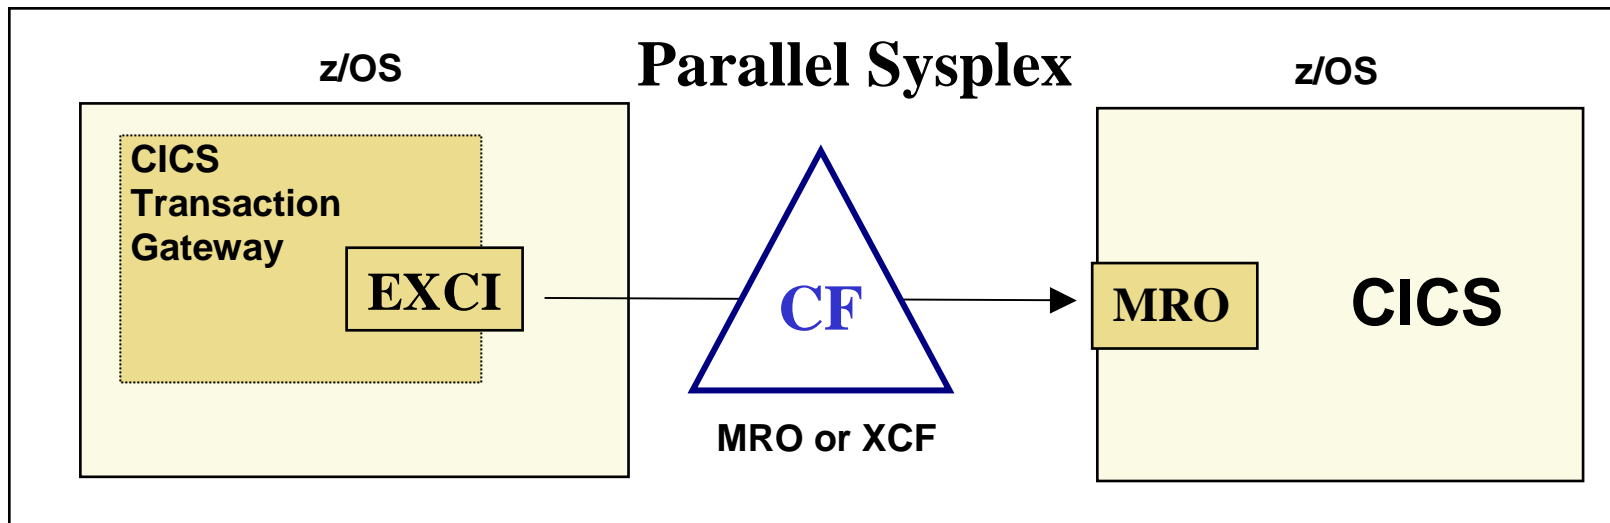 Parallel Sysplex
z/OS
CICS
Transaction
Gateway
EXCI
CF
MRO or XCF
z/OS
MRO
CICS